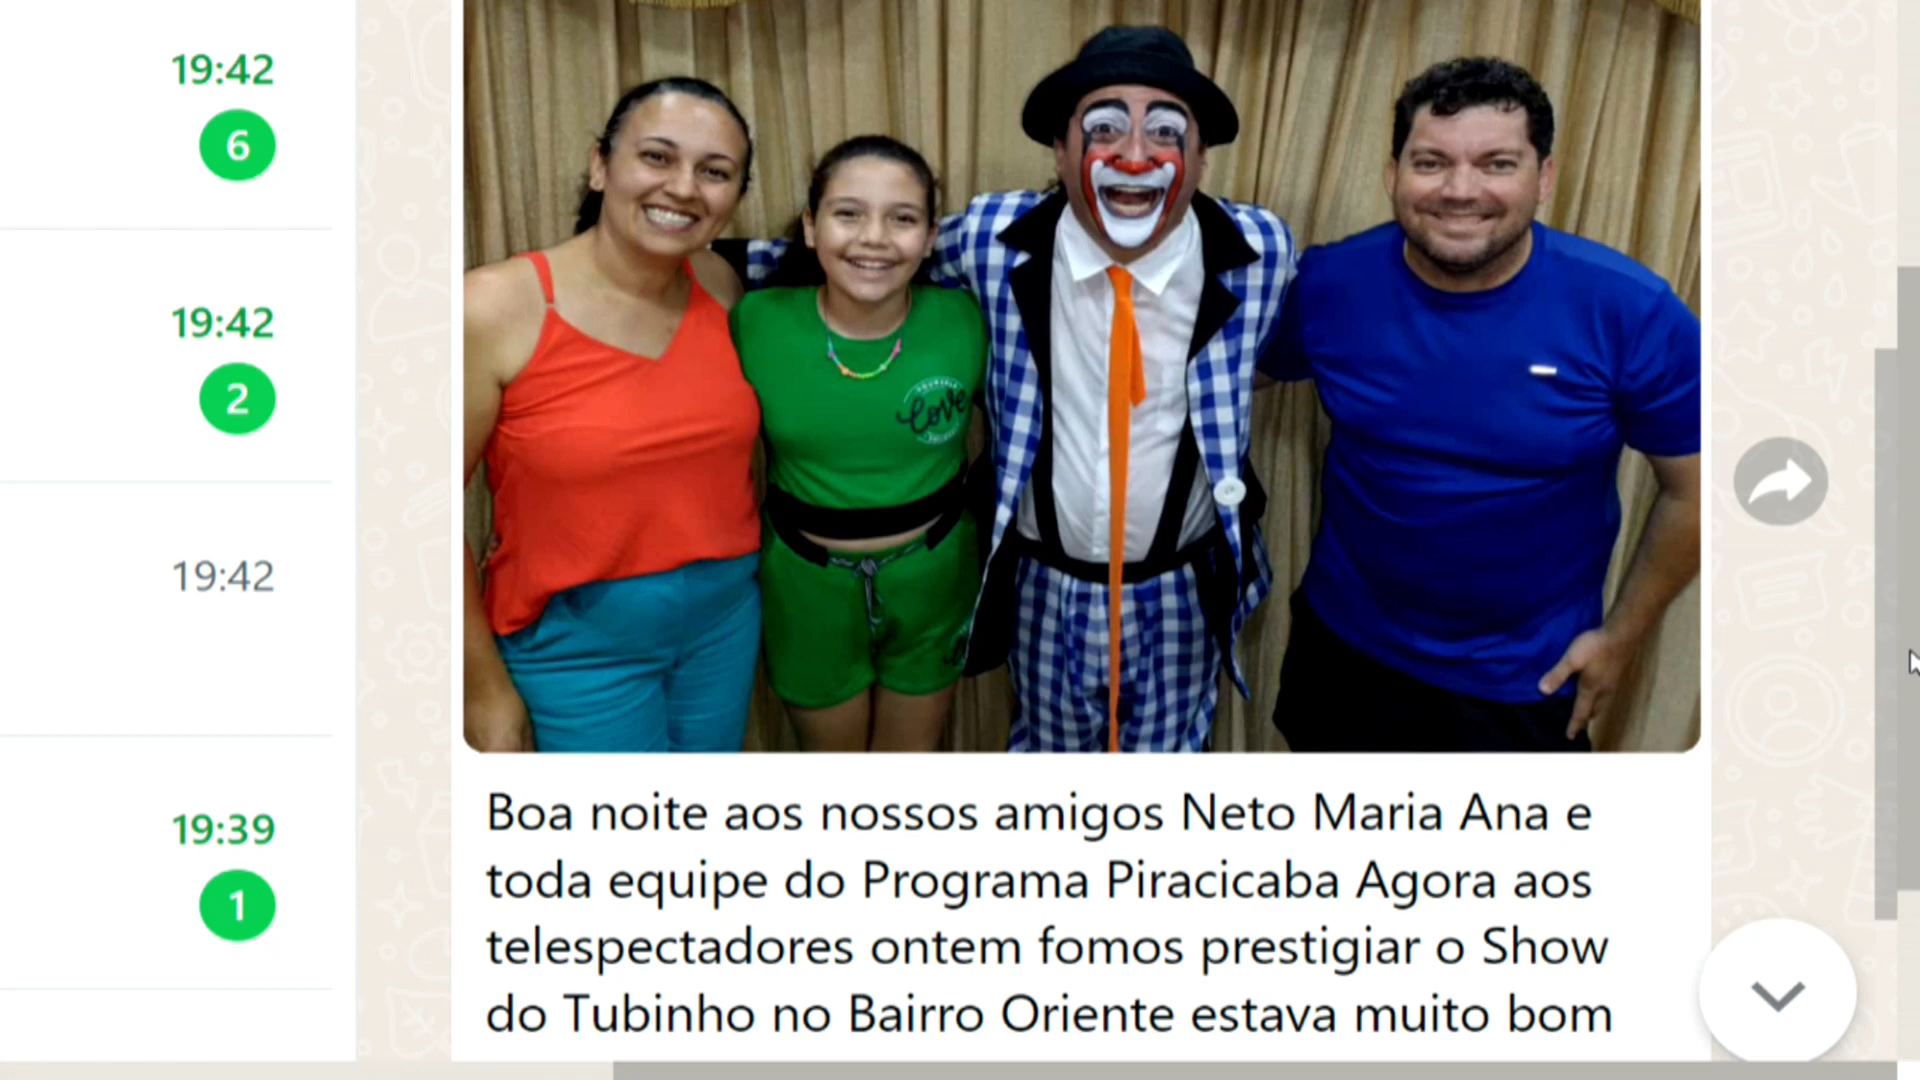 19:42
6
19:42
2
19:42
19:39
1
Love
Boa noite aos nossos amigos Neto Maria Ana e
toda equipe do Programa Piracicaba Agora aos
telespectadores ontem fomos prestigiar o Show
do Tubinho no Bairro Oriente estava muito bom